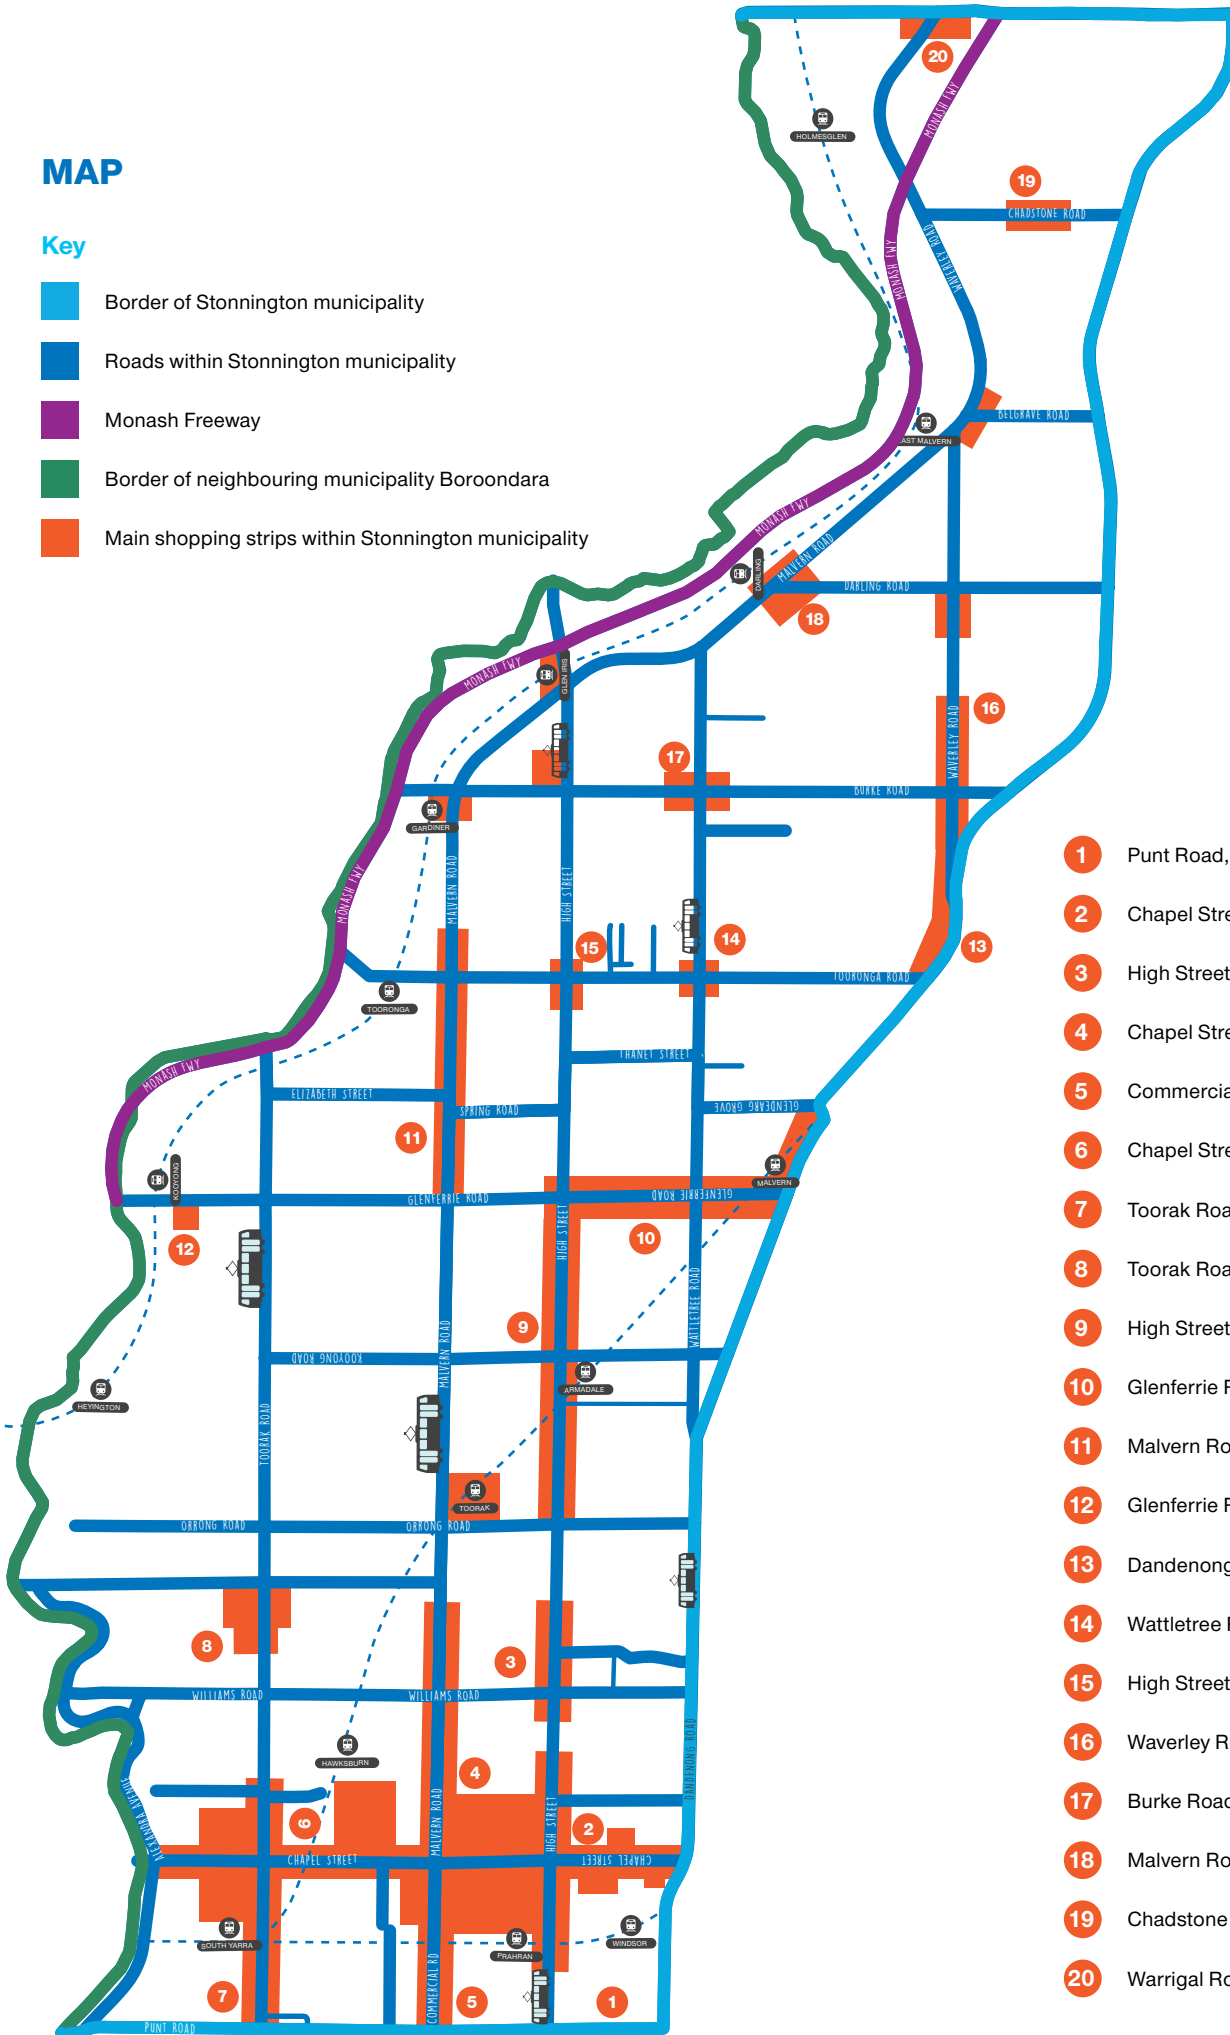 MAP
Key
Border of Stonnington municipality
Roads within Stonnington municipality
Monash Freeway
Border of neighbouring municipality Boroondara
Main shopping strips within Stonnington municipality
20
MONASH FWY
HOLMESGLEN
19
CHADSTONE ROAD
WAVERLEY ROAD
MONASH FWY
BELGRAVE ROAD
EAST MALVERN
MONASH FWY
MALVERN ROAD
DARLING
DARLING ROAD
18
MONASH FWY
GLEN IRIS
16
WAVERLEY ROAD
17
BURKE ROAD
GARDINER
MALVERN ROAD
HIGH STREET
MONASH FWY
15
14
13
TOORONGA ROAD
TOORONGA
THANET STREET
MONASH FWY
ELIZABETH STREET
SPRING ROAD
GLENDEARG GROVE
11
KOOYONG
MALVERN
GLENFERRIE ROAD
GLENFERRIE ROAD
12
10
HIGH STREET
WATTLETREE ROAD
9
MALVERN ROAD
KOOYONG ROAD
ARMADALE
HEYINGTON
TOORAK ROAD
TOORAK
ORRONG ROAD
ORRONG ROAD
8
3
WILLIAMS ROAD
WILLIAMS ROAD
DANDENONG ROAD
HAWKSBURN
4
ALEXANDRA AVENUE
6
MALVERN ROAD
HIGH STREET
2
CHAPEL STREET
CHAPEL STREET
SOUTH YARRA
PRAHRAN
WINDSOR
COMMERCIAL RD
7
5
1
PUNT ROAD
1 Punt Road,
2 Chapel Stre
3 High Street
4 Chapel Stre
5 Commercia
6 Chapel Stre
7 Toorak Roa
8 Toorak Roa
9 High Street
10 Glenferrie F
11 Malvern Ro
12 Glenferrie F
13 Dandenong
14 Wattletree
15 High Street
16 Waverley R
17 Burke Road
18 Malvern Ro
19 Chadstone
20 Warrigal Ro